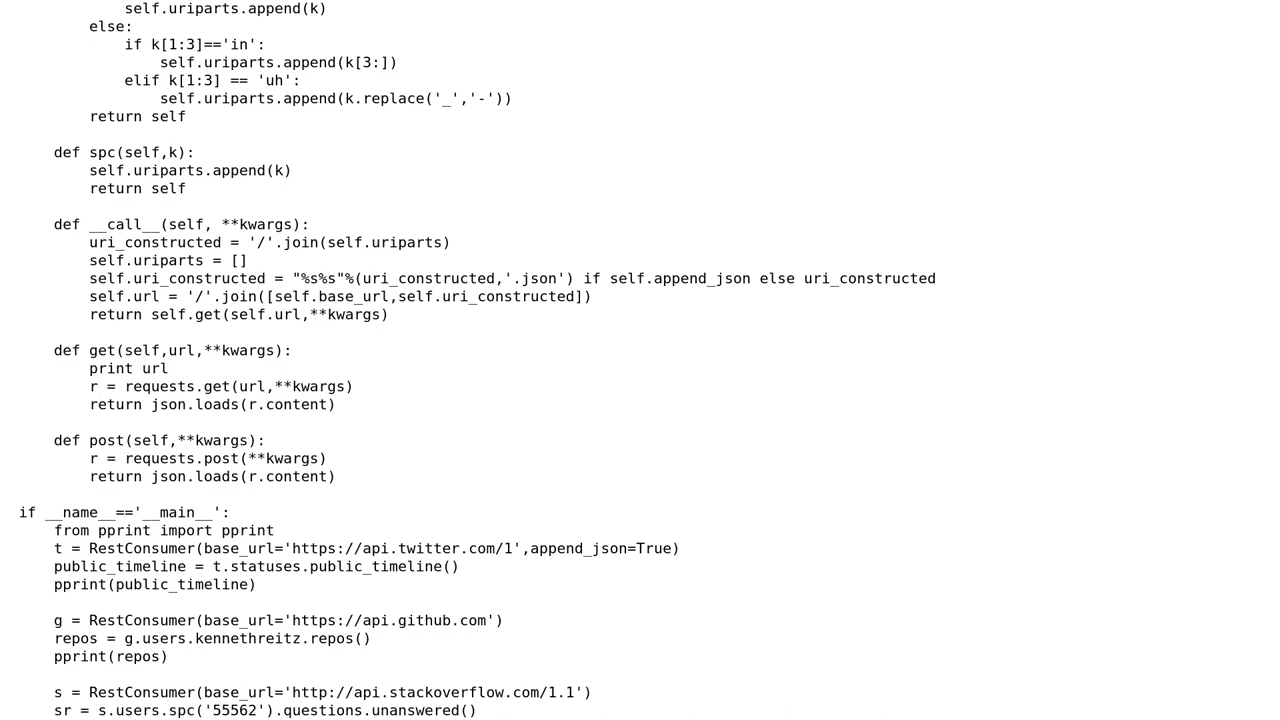 self.uriparts.append(k)
        else:
            if k[1:3]=='in':
                self.uriparts.append(k[3:])
            elif k[1:3] == 'uh':
                self.uriparts.append(k.replace('_','-'))
        return self

    def spc(self,k):
        self.uriparts.append(k)
        return self

    def __call__(self, **kwargs):
        uri_constructed = '/'.join(self.uriparts)
        self.uriparts = []
        self.uri_constructed = "%s%s"%(uri_constructed,'.json') if self.append_json else uri_constructed
        self.url = '/'.join([self.base_url,self.uri_constructed])
        return self.get(self.url,**kwargs)

    def get(self,url,**kwargs):
        print url
        r = requests.get(url,**kwargs)
        return json.loads(r.content)

    def post(self,**kwargs):
        r = requests.post(**kwargs)
        return json.loads(r.content)

if __name__=='__main__':
    from pprint import pprint
    t = RestConsumer(base_url='https://api.twitter.com/1',append_json=True)
    public_timeline = t.statuses.public_timeline()
    pprint(public_timeline)

    g = RestConsumer(base_url='https://api.github.com')
    repos = g.users.kennethreitz.repos()
    pprint(repos)

    s = RestConsumer(base_url='http://api.stackoverflow.com/1.1')
    sr = s.users.spc('55562').questions.unanswered()